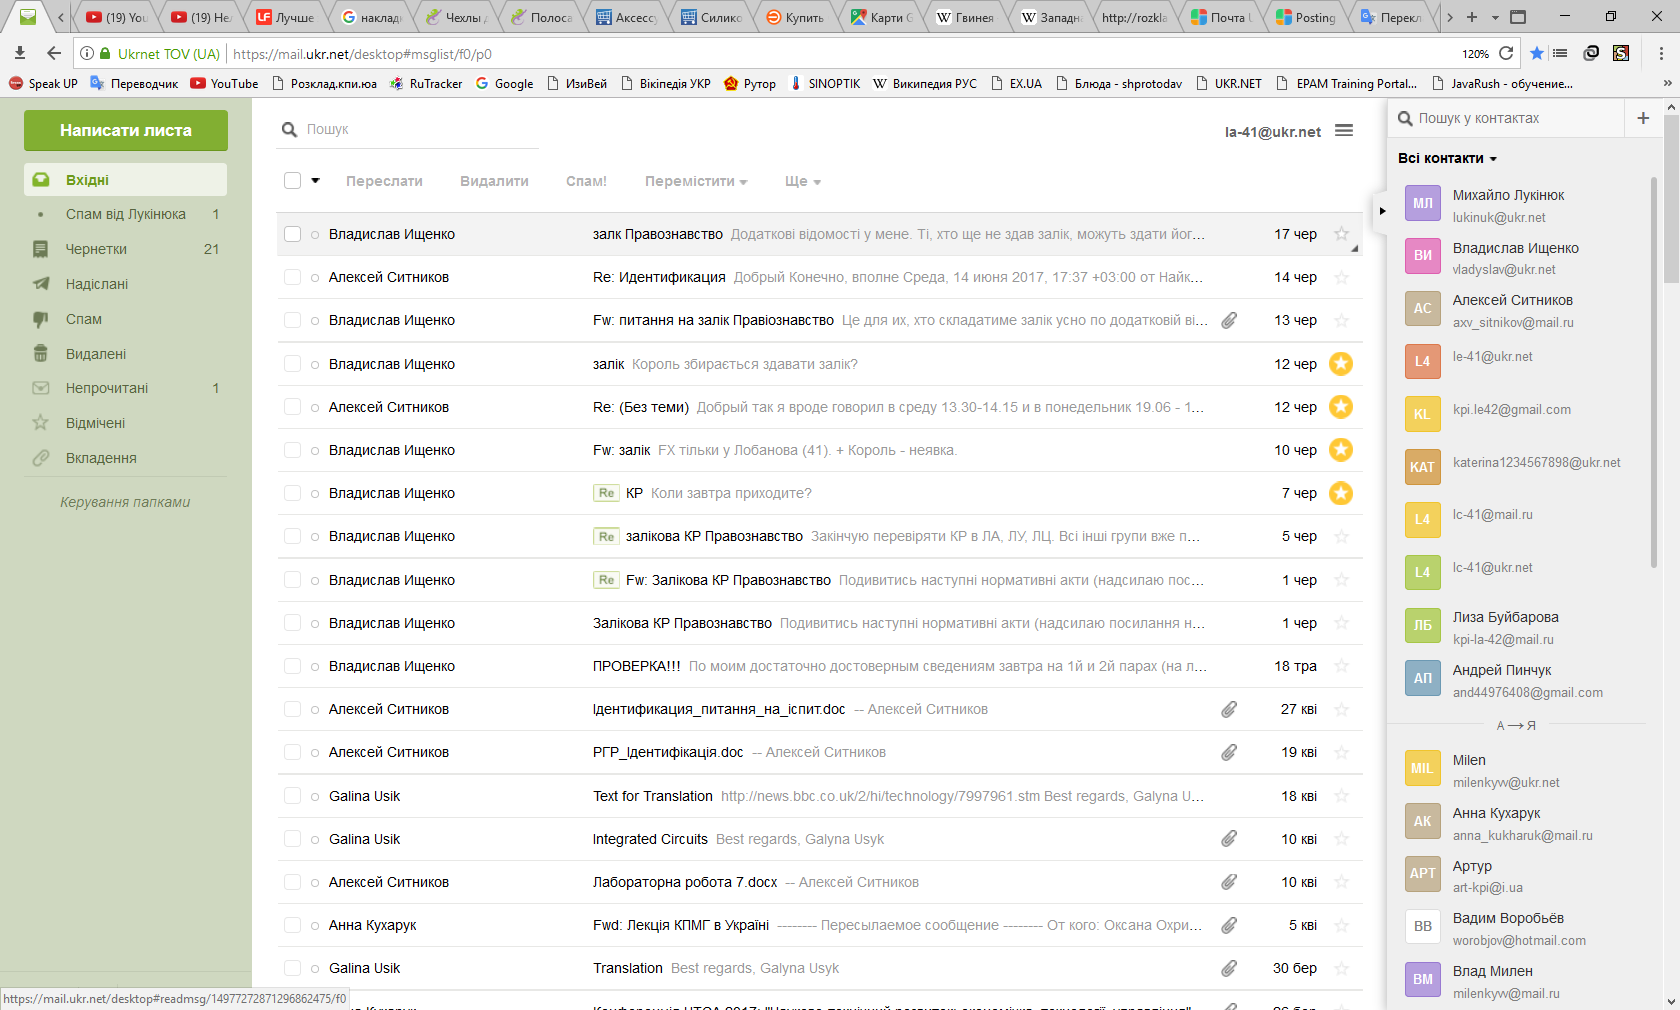 (19) You
(19) Нел
Лучше
накладк
Чехлы д
Полоса
Аксессу
Силико
Купить
Карти G
Гвинея
Западна
http://rozkla
Почта U
Posting
Перекл
Ukrnet TOV (UA) https://mail.ukr.net/desktop#msglist/f0/p0 120%
Speak UP Переводчик YouTube Розклад.кпи.юа RuTracker Google ИзиВей Вікіпедія УКР Рутор SINOPTIK Википедия РУС EX.UA Блюда - shprotodav UKR.NET EPAM Training Portal... JavaRush - обучение...
Написати листа
Вхідні
Спам від Лукінюка 1
Чернетки 21
Надіслані
Спам
Видалені
Непрочитані 1
Відмічені
Вкладення
Керування папками
Пошук
la-41@ukr.net
Переслати Видалити Спам! Перемістити Ще
Владислав Ищенко залк Правознавство Додаткові відомості у мене. Ті, хто ще не здав залік, можуть здати йог... 17 чер
Алексей Ситников Re: Идентификация Добрый Конечно, вполне Среда, 14 июня 2017, 17:37 +03:00 от Найк... 14 чер
Владислав Ищенко Fw: питання на залік Правіознавство Це для их, хто складатиме залік усно по додатковій ві... 13 чер
Владислав Ищенко залік Король збирається здавати залік? 12 чер
Алексей Ситников Re: (Без теми) Добрый так я вроде говорил в среду 13.30-14.15 и в понедельник 19.06 - 1... 12 чер
Владислав Ищенко Fw: залік FX тільки у Лобанова (41). + Король - неявка. 10 чер
Владислав Ищенко Re КР Коли завтра приходите? 7 чер
Владислав Ищенко Re залікова КР Правознавство Закінчую перевіряти КР в ЛА, ЛУ, ЛЦ. Всі інші групи вже п... 5 чер
Владислав Ищенко Re Fw: Залікова КР Правознавство Подивитись наступні нормативні акти (надсилаю пос... 1 чер
Владислав Ищенко Залікова КР Правознавство Подивитись наступні нормативні акти (надсилаю посилання н... 1 чер
Владислав Ищенко ПРОВЕРКА!!! По моим достаточно достоверным сведениям завтра на 1й и 2й парах (на л... 18 тра
Алексей Ситников Ідентификация_питання_на_іспит.doc -- Алексей Ситников 27 кві
Алексей Ситников РГР_Ідентифікація.doc -- Алексей Ситников 19 кві
Galina Usik Text for Translation http://news.bbc.co.uk/2/hi/technology/7997961.stm Best regards, Galyna U... 18 кві
Galina Usik Integrated Circuits Best regards, Galyna Usyk 10 кві
Алексей Ситников Лабораторна робота 7.docx -- Алексей Ситников 10 кві
Анна Кухарук Fwd: Лекція КПМГ в Україні -------- Пересылаемое сообщение -------- От кого: Оксана Охри... 5 кві
Galina Usik Translation Best regards, Galyna Usyk 30 бер
https://mail.ukr.net/desktop#readmsg/14977272871296862475/f0
Пошук у контактах +
Всі контакти
МЛ Михайло Лукінюк
lukinuk@ukr.net
ВИ Владислав Ищенко
vladyslav@ukr.net
АС Алексей Ситников
axv_sitnikov@mail.ru
L4 le-41@ukr.net
KL kpi.le42@gmail.com
KAT katerina1234567898@ukr.net
L4 lc-41@mail.ru
L4 lc-41@ukr.net
ЛБ Лиза Буйбарова
kpi-la-42@mail.ru
АП Андрей Пинчук
and44976408@gmail.com
А → Я
MIL Milen
milenkyvv@ukr.net
АК Анна Кухарук
anna_kukharuk@mail.ru
АРТ Артур
art-kpi@i.ua
ВВ Вадим Воробьёв
worobjov@hotmail.com
ВМ Влад Милен
milenkyvv@mail.ru